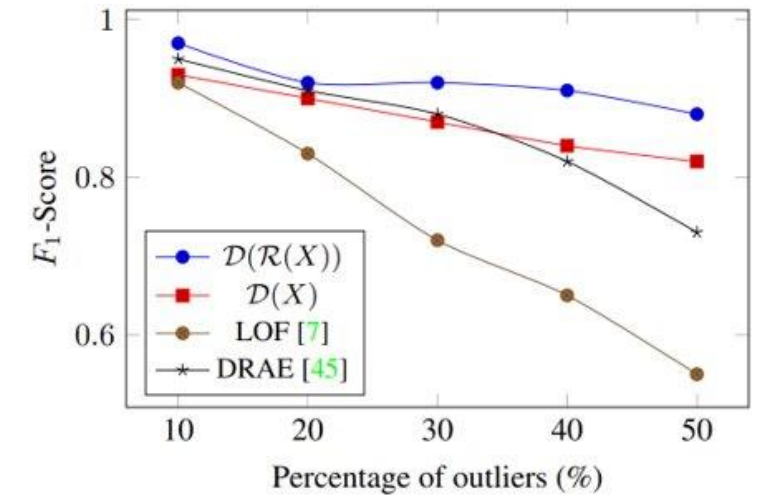 1
0.8
0.6
F₁-Score
𝒟(ℛ(X))
𝒟(X)
LOF [7]
DRAE [45]
10 20 30 40 50
Percentage of outliers (%)